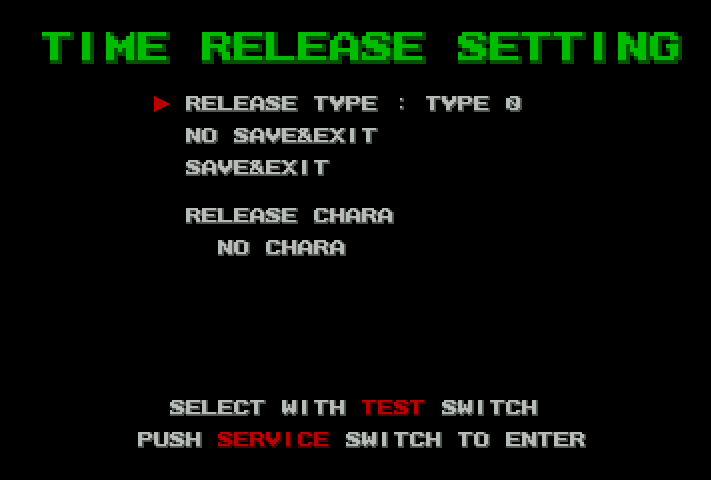 TIME RELEASE SETTING
▶ RELEASE TYPE : TYPE 0
NO SAVE&EXIT
SAVE&EXIT
RELEASE CHARA
NO CHARA
SELECT WITH TEST SWITCH
PUSH SERVICE SWITCH TO ENTER